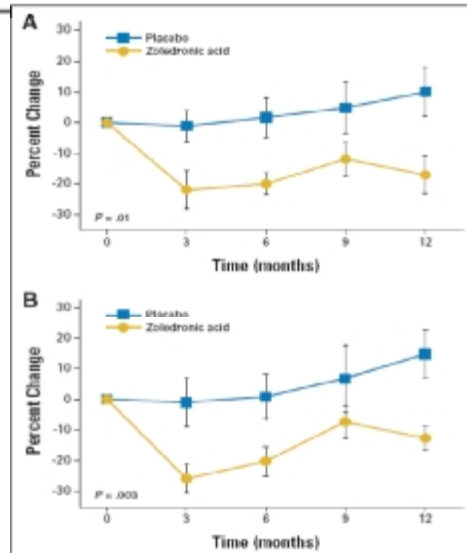 A
30
Placebo
20
Zoledronic acid
10
0
-10
-20
-30
Percent Change
P = .01
0 3 6 9 12
Time (months)
B
30
Placebo
20
Zoledronic acid
10
0
-10
-20
-30
Percent Change
P = .003
0 3 6 9 12
Time (months)